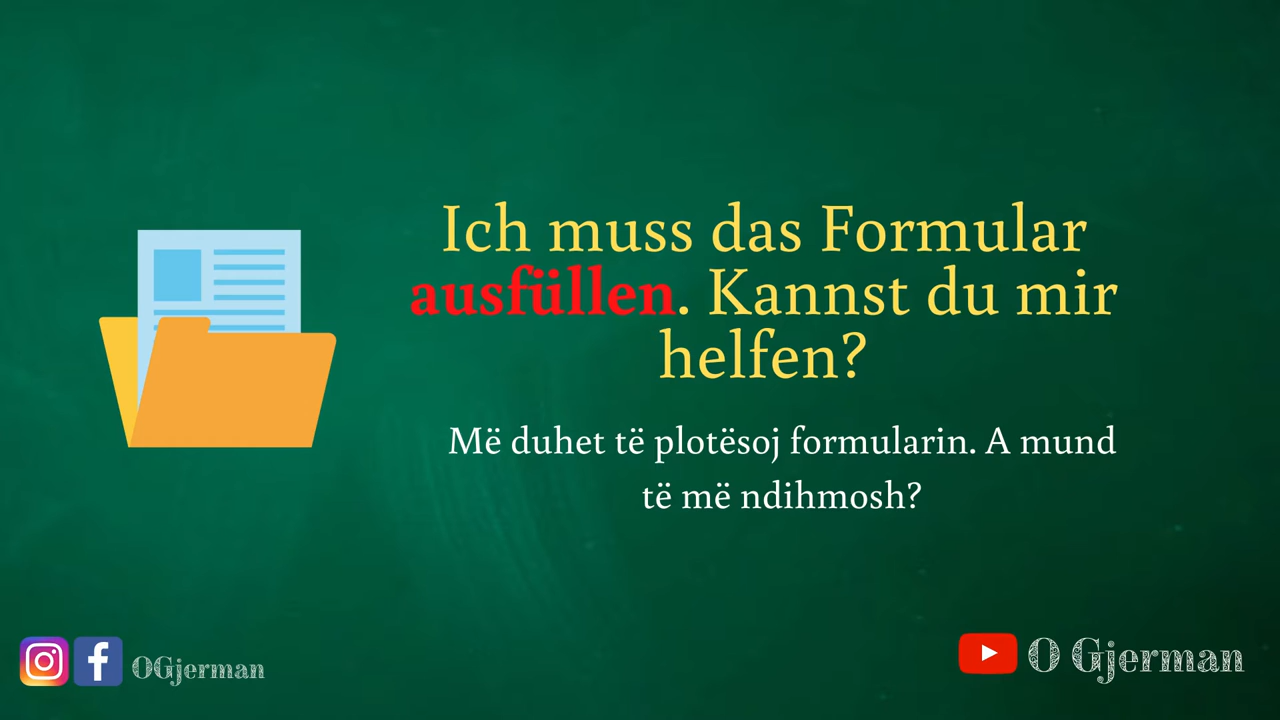 Ich muss das Formular
ausfüllen. Kannst du mir
helfen?
Më duhet të plotësoj formularin. A mund
të më ndihmosh?
OGjerman
O Gjerman